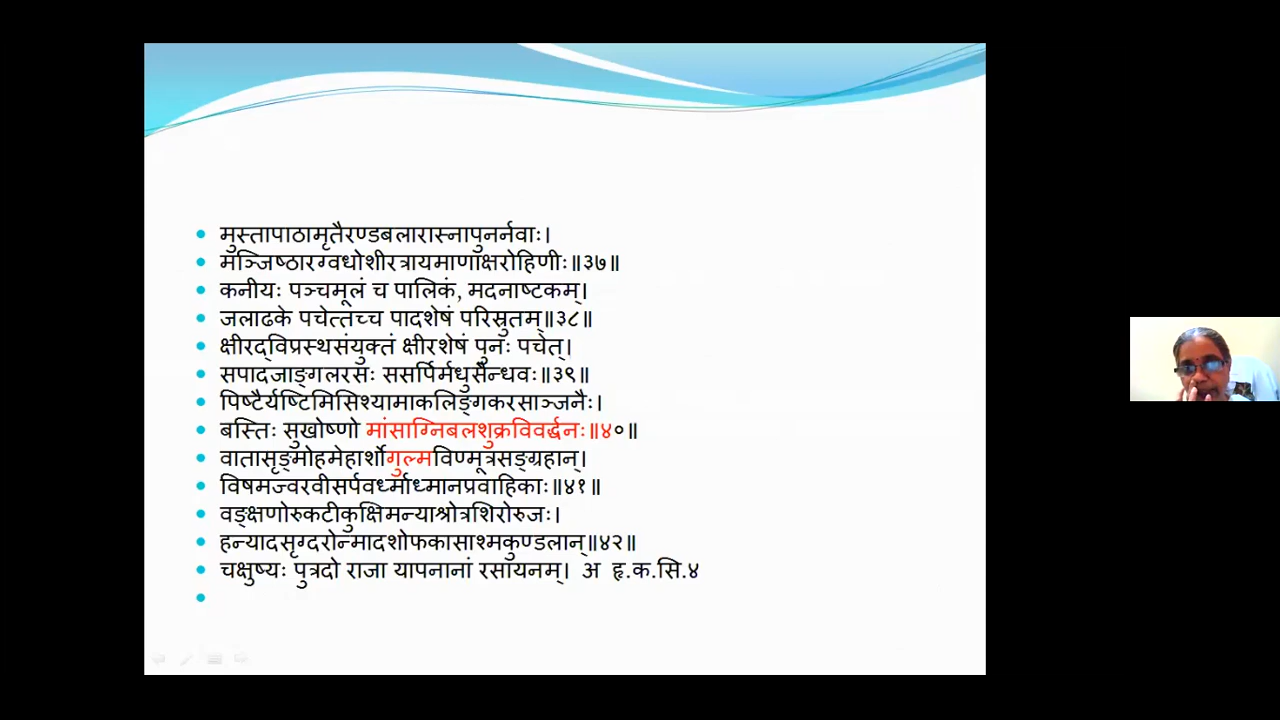 मुस्तापाठामृतैरण्डबलारास्नापुनर्नवाः।
मञ्जिष्ठारग्वधोशीरत्रायमाणाक्षरोहिणीः॥३७॥
कनीयः पञ्चमूलं च पालिकं, मदनाष्टकम्।
जलाढके पचेत्तच्च पादशेषं परिस्रुतम्॥३८॥
क्षीरद्विप्रस्थसंयुक्तं क्षीरशेषं पुनः पचेत्।
सपादजाङ्गलरसः ससर्पिर्मधुसैन्धवः॥३९॥
पिष्टैर्यष्टिमिसिश्यामाकलिङ्गकरसाञ्जनैः।
बस्तिः सुखोष्णो मांसाग्निबलशुक्रविवर्द्धनः॥४०॥
वातासृङ्मोहमेहार्शोगुल्मविण्मूत्रसङ्ग्रहान्।
विषमज्वरवीसर्पवर्ध्माध्मानप्रवाहिकाः॥४१॥
वङ्क्षणोरुकटीकुक्षिमन्याश्रोत्रशिरोरुजः।
हन्यादसृग्दरोन्मादशोफकासाश्मकुण्डलान्॥४२॥
चक्षुष्यः पुत्रदो राजा यापनानां रसायनम्। अ हृ.क.सि.४